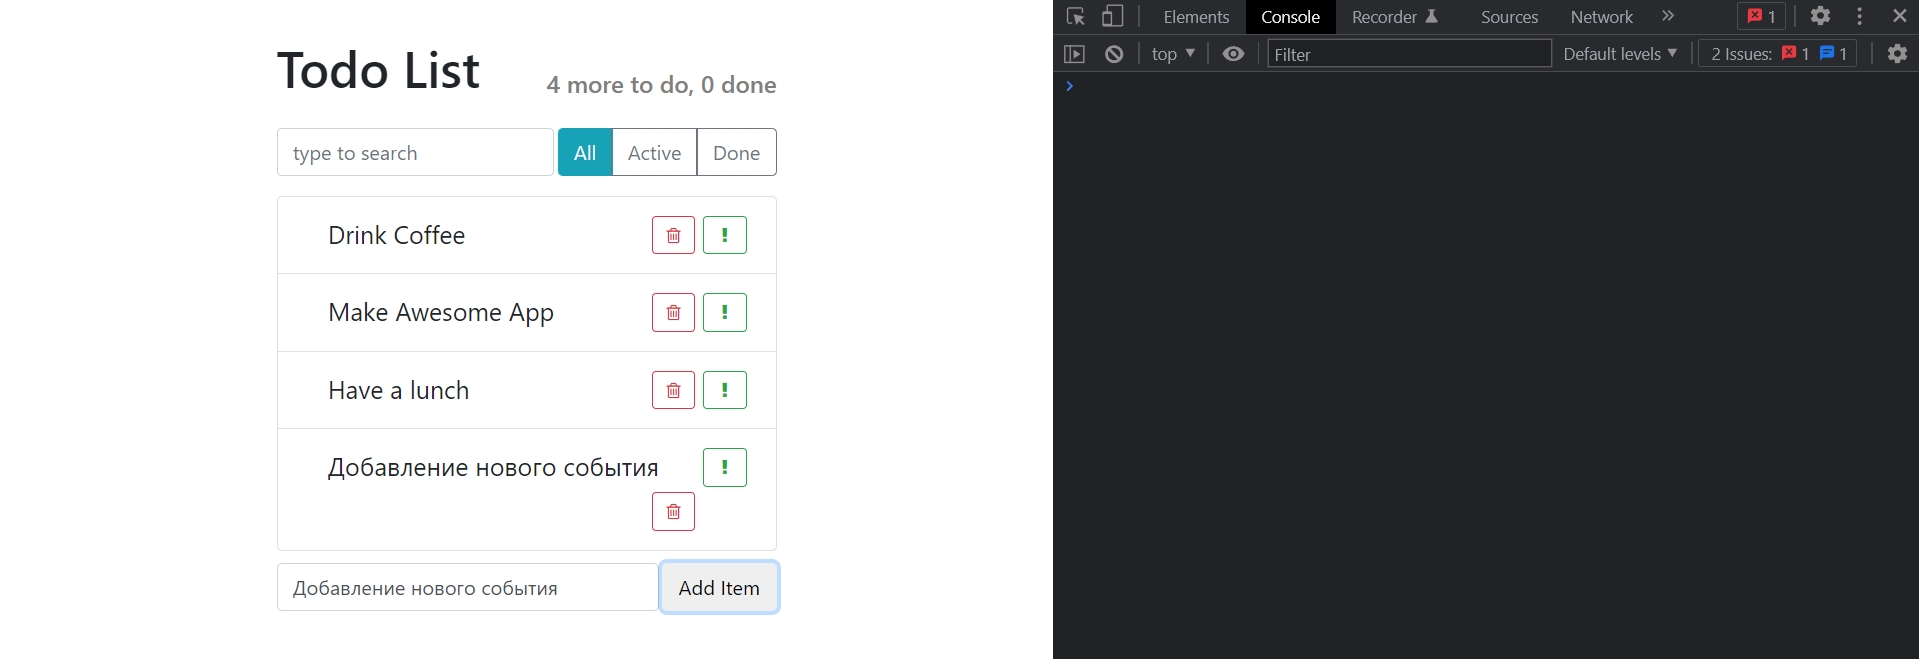 Todo List
4 more to do, 0 done
type to search
All Active Done
Drink Coffee
Make Awesome App
Have a lunch
Добавление нового события
Добавление нового события
Add Item
Elements Console Recorder Sources Network » 1
top Filter Default levels 2 Issues: 1 1